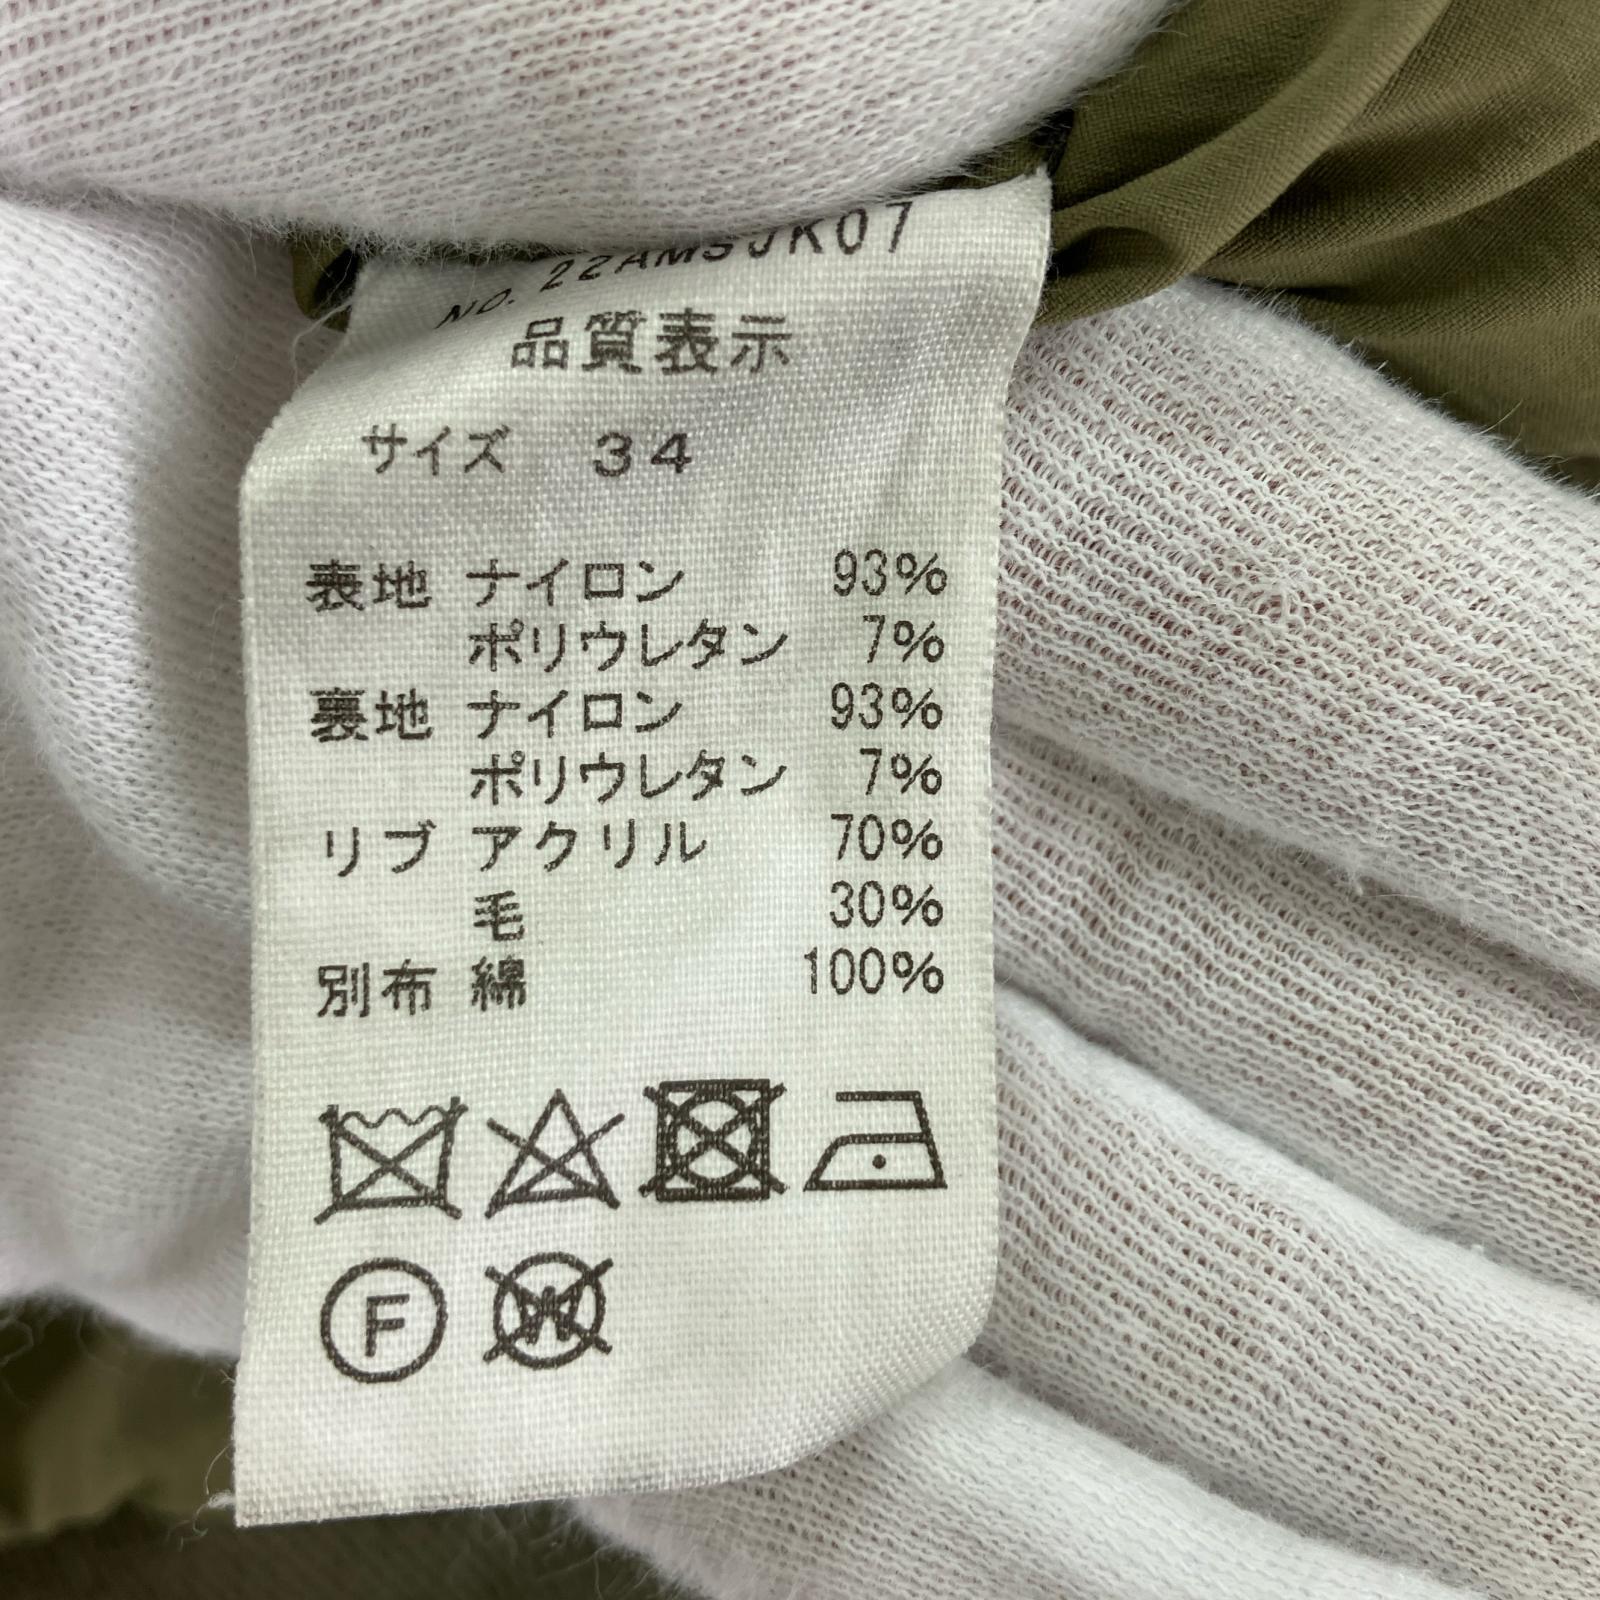 NO. 22AMSJK07
品質表示
サイズ 34
表地 ナイロン 93%
ポリウレタン 7%
裏地 ナイロン 93%
ポリウレタン 7%
リブ アクリル 70%
毛 30%
別布 綿 100%
F W